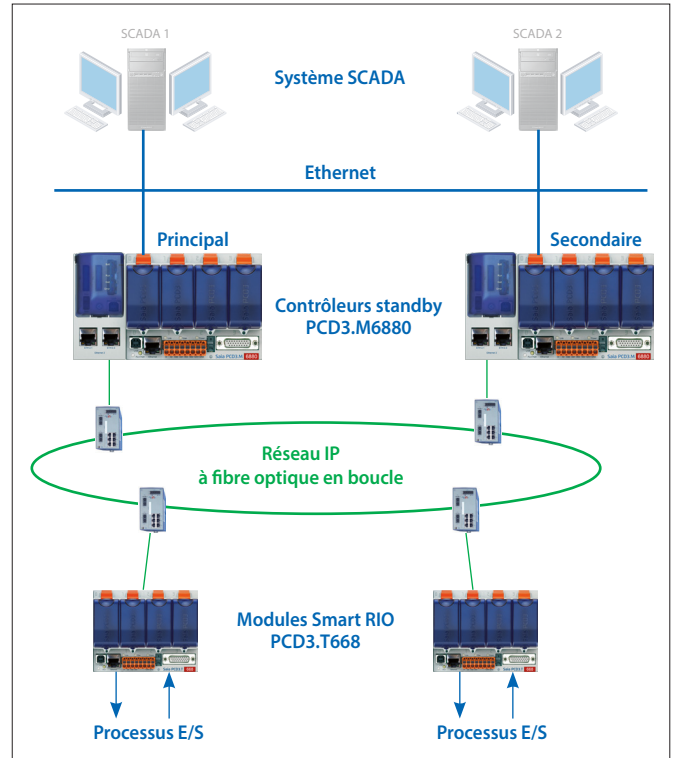 SCADA 1
SCADA 2
Système SCADA
Ethernet
Principal
Secondaire
Contrôleurs standby
PCD3.M6880
Réseau IP
à fibre optique en boucle
Modules Smart RIO
PCD3.T668
Processus E/S
Processus E/S